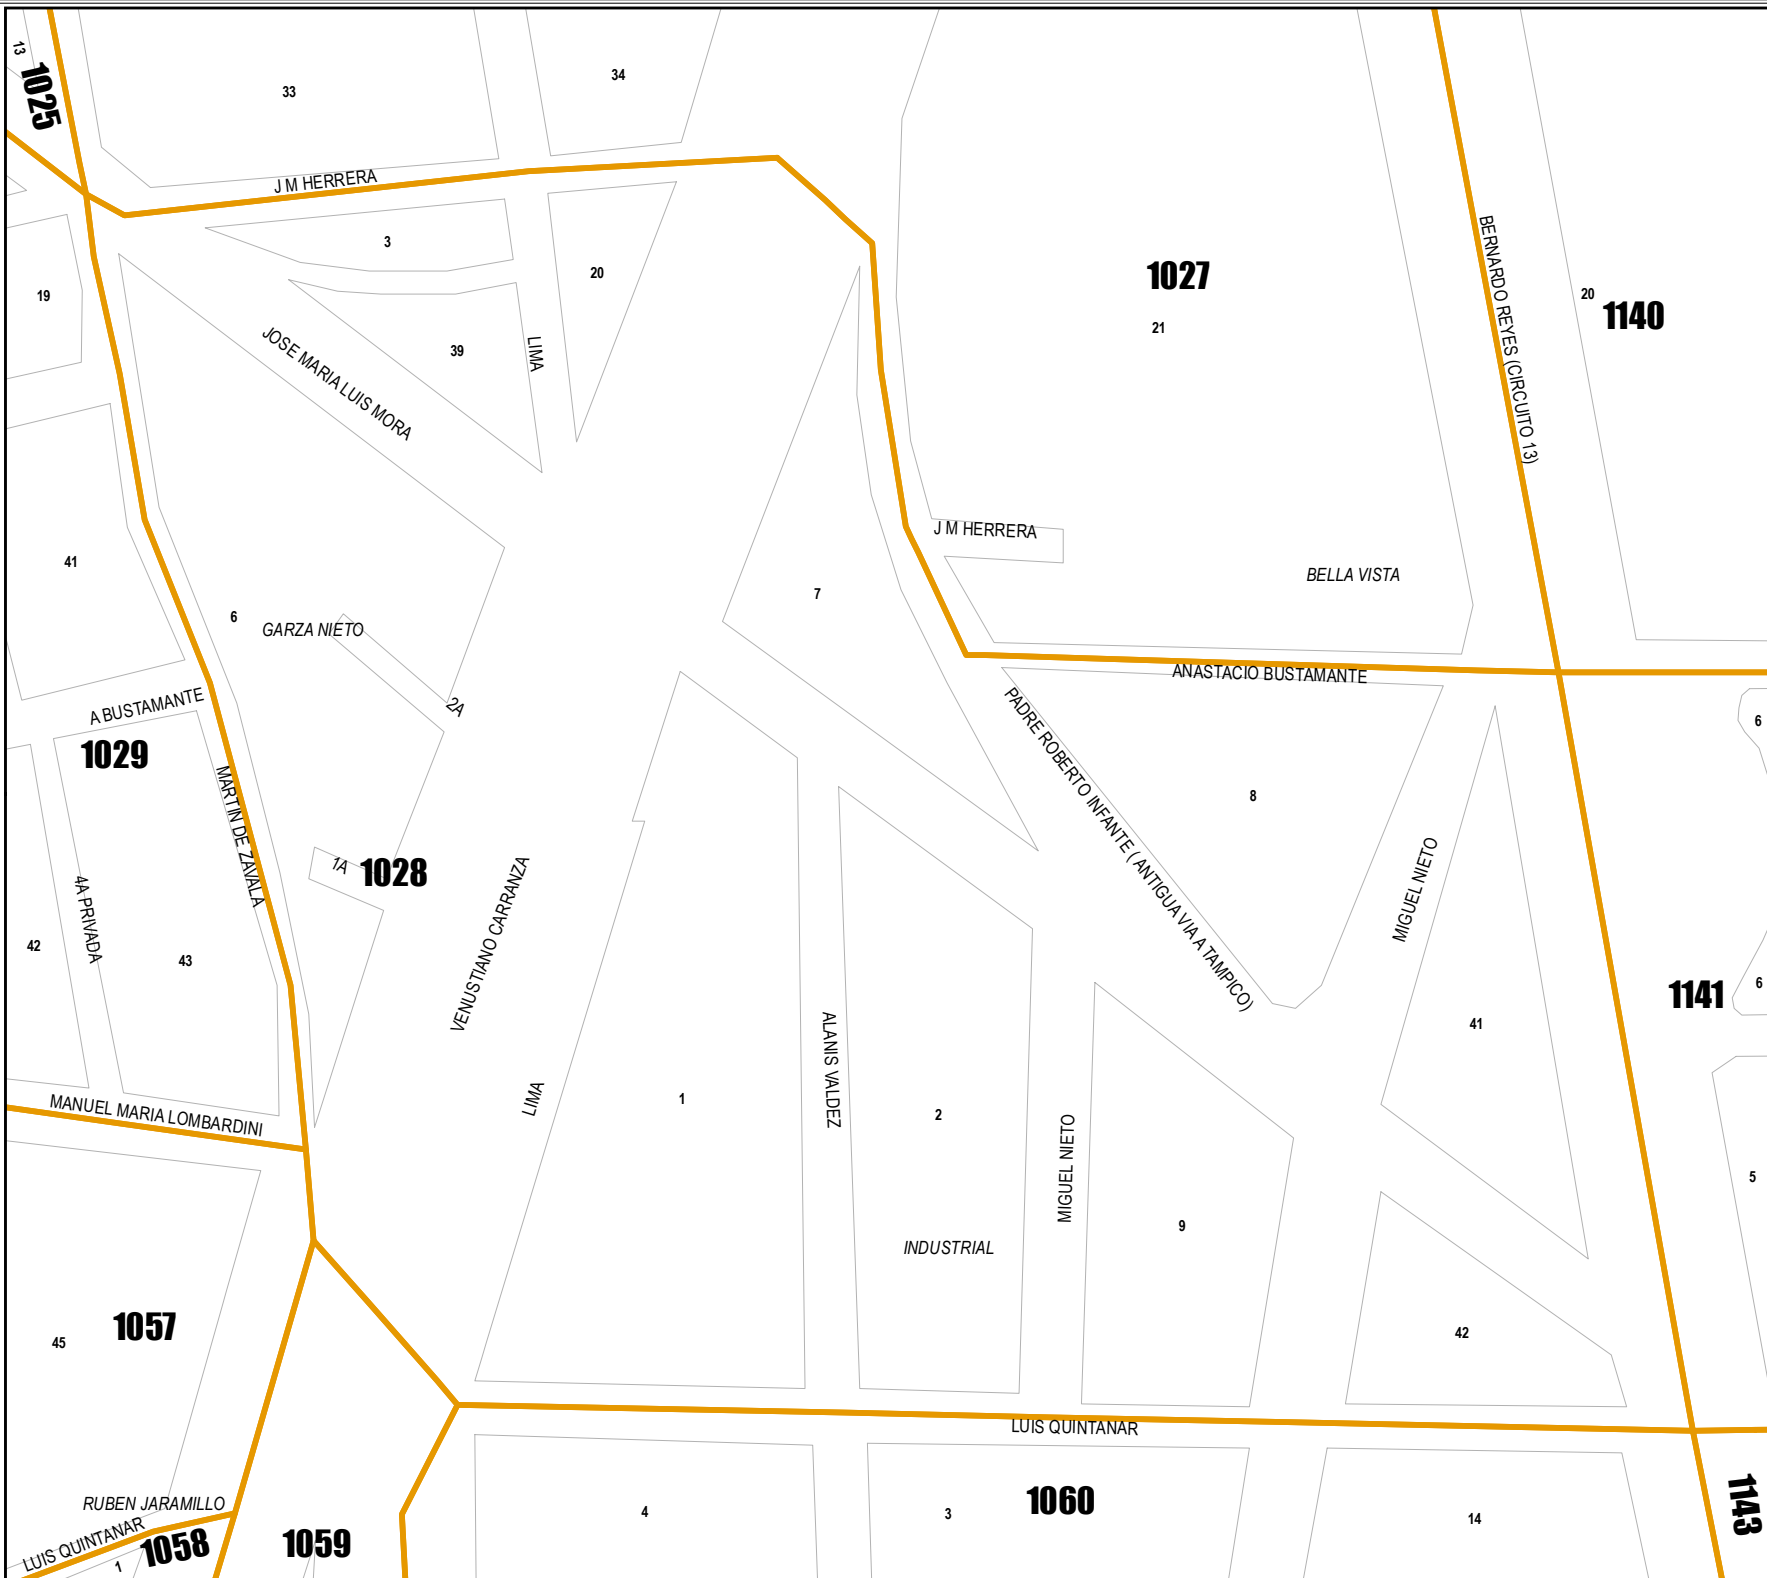 13
1025
33
34
J M HERRERA
3
20
19
39
LIMA
JOSE MARIA LUIS MORA
1027
21
BERNARDO REYES (CIRCUITO 13)
20
1140
J M HERRERA
BELLA VISTA
41
6
GARZA NIETO
7
2A
A BUSTAMANTE
1029
MARTIN DE ZAVALA
ANASTACIO BUSTAMANTE
PADRE ROBERTO INFANTE ( ANTIGUA VIA A TAMPICO)
8
6
MIGUEL NIETO
1A
1028
VENUSTIANO CARRANZA
42
4A PRIVADA
43
6
1141
41
ALANIS VALDEZ
LIMA
1
2
MIGUEL NIETO
MANUEL MARIA LOMBARDINI
5
9
INDUSTRIAL
1057
45
42
LUIS QUINTANAR
RUBEN JARAMILLO
LUIS QUINTANAR
1058
1
1059
4
3
1060
14
1143